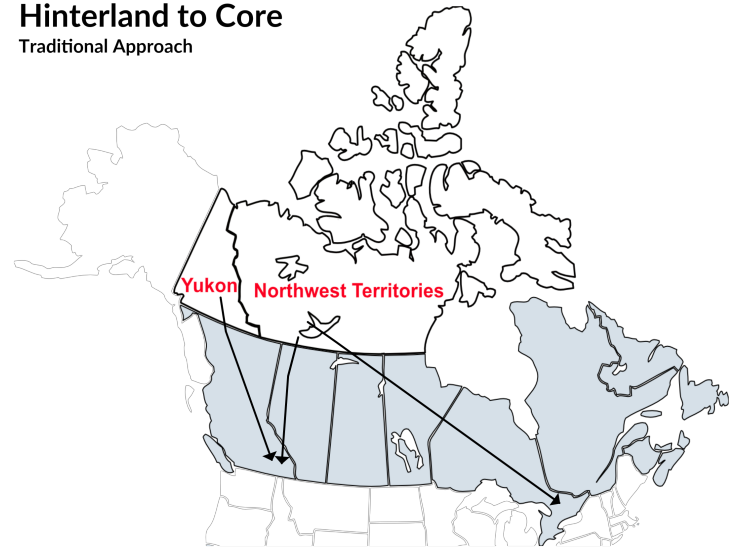 Hinterland to Core
Traditional Approach
Yukon
Northwest Territories